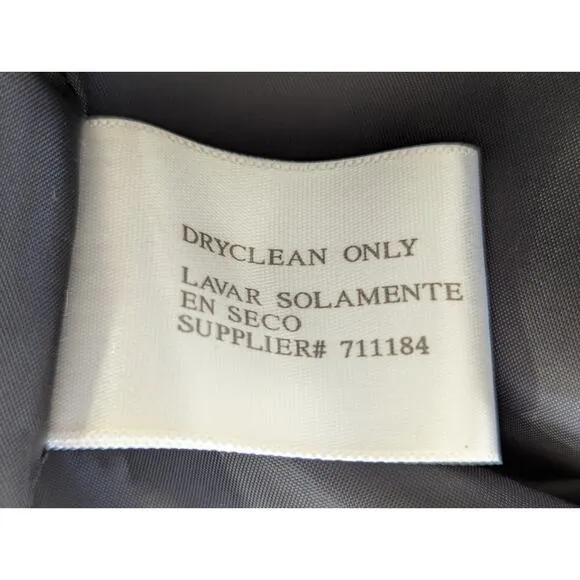 DRYCLEAN ONLY
LAVAR SOLAMENTE
EN SECO
SUPPLIER# 711184